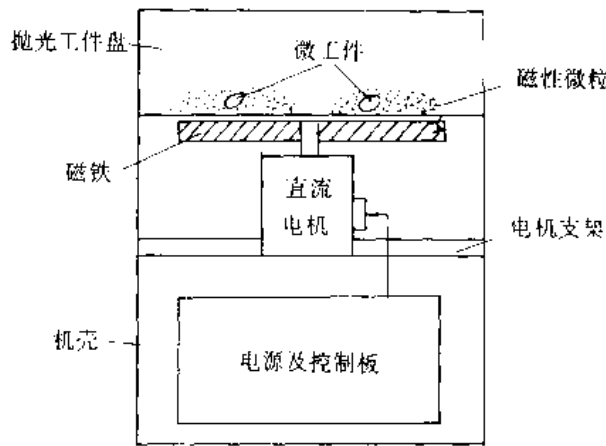 抛光工件盘
微工件
磁性微粒
磁铁
直流
电机
电机支架
机壳
电源及控制板